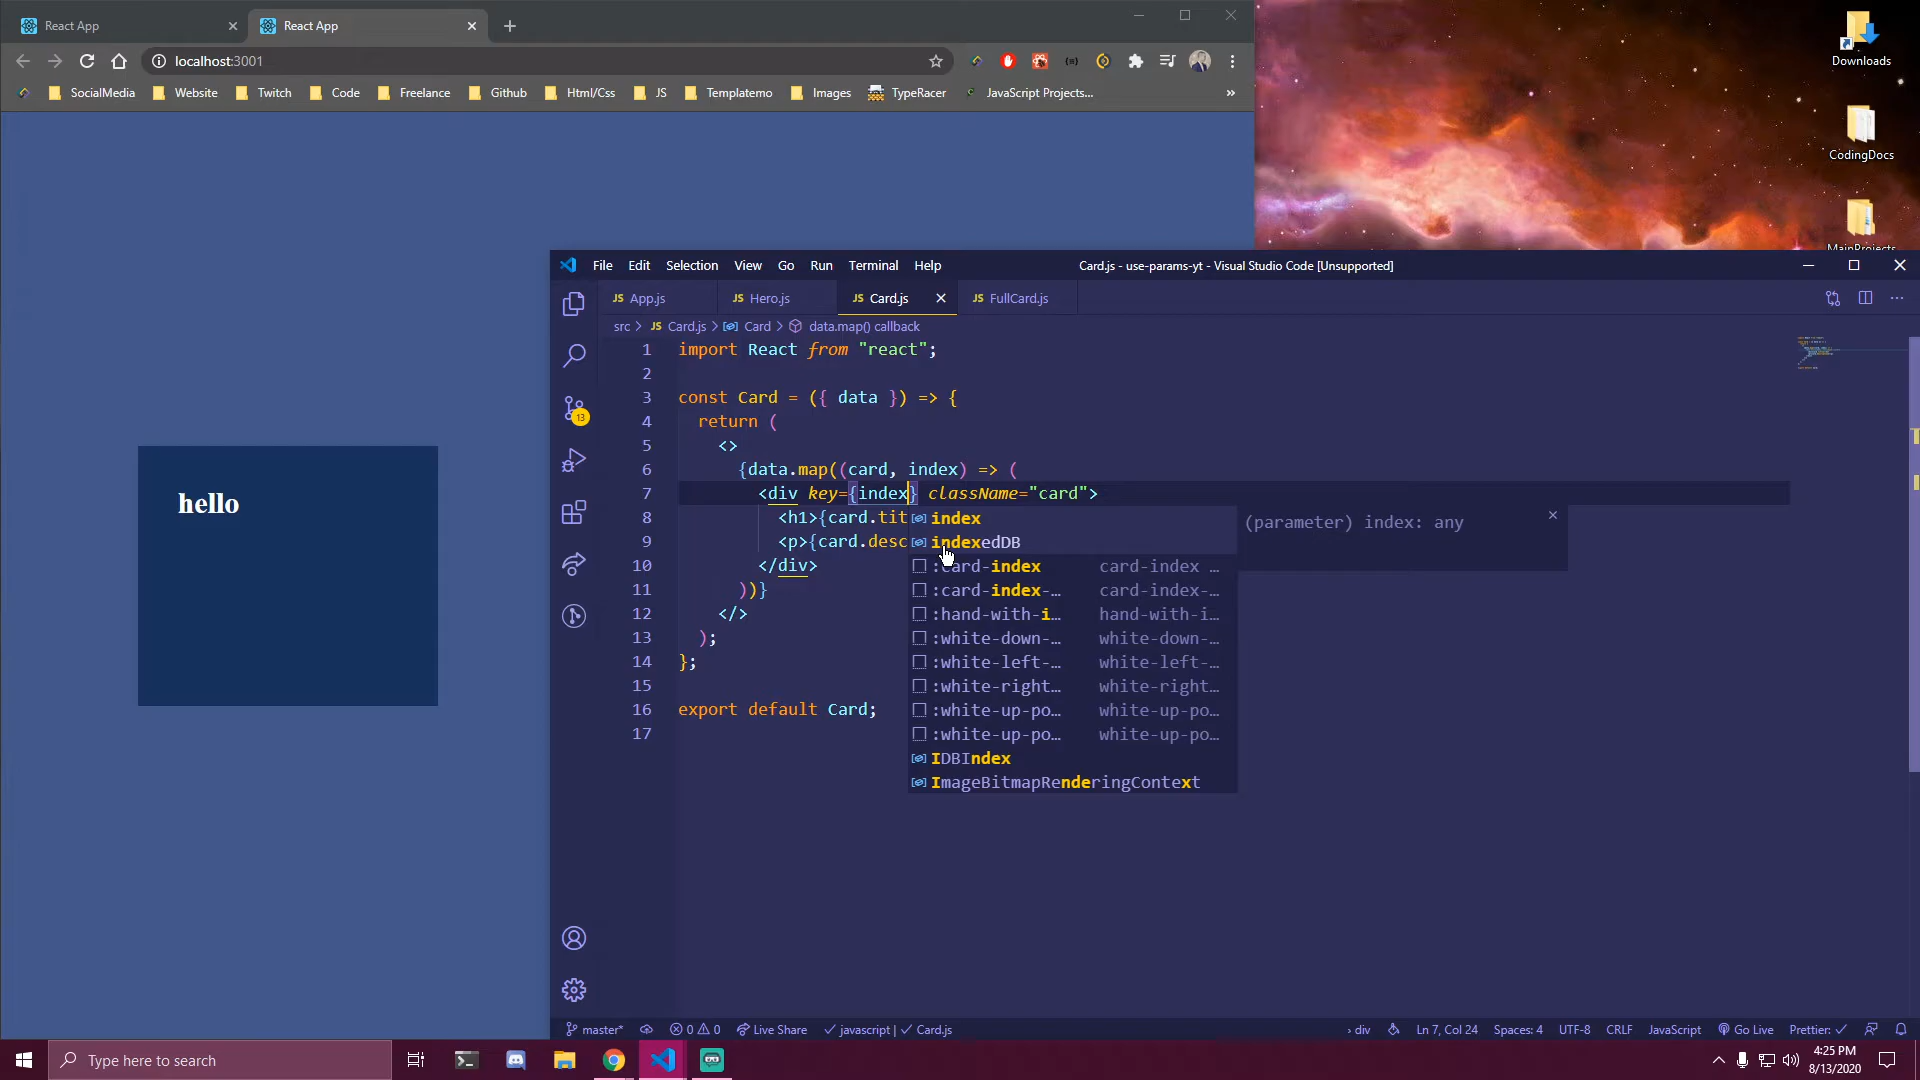 React App
React App
localhost:3001
SocialMedia
Website
Twitch
Code
Freelance
Github
Html/Css
JS
Templatemo
Images
TypeRacer
JavaScript Projects...
»
Downloads
CodingDocs
MainProjects
File Edit Selection View Go Run Terminal Help
Card.js - use-params-yt - Visual Studio Code [Unsupported]
JS App.js
JS Hero.js
JS Card.js
JS FullCard.js
src > JS Card.js > Card > data.map() callback
1 import React from "react";
2
3 const Card = ({ data }) => {
4 return (
5 <>
6 {data.map((card, index) => (
7 <div key={index} className="card">
8 <h1>{card.tit
9 <p>{card.desc
10 </div>
11 ))}
12 </>
13 );
14 };
15
16 export default Card;
17
index
indexedDB
:card-index card-index …
:card-index-… card-index-…
:hand-with-i… hand-with-i…
:white-down-… white-down-…
:white-left-… white-left-…
:white-right… white-right…
:white-up-po… white-up-po…
:white-up-po… white-up-po…
IDBIndex
ImageBitmapRenderingContext
(parameter) index: any
13
hello
master*
0 0
Live Share
javascript | Card.js
› div
Ln 7, Col 24
Spaces: 4
UTF-8
CRLF
JavaScript
Go Live
Prettier: ✓
Type here to search
4:25 PM
8/13/2020